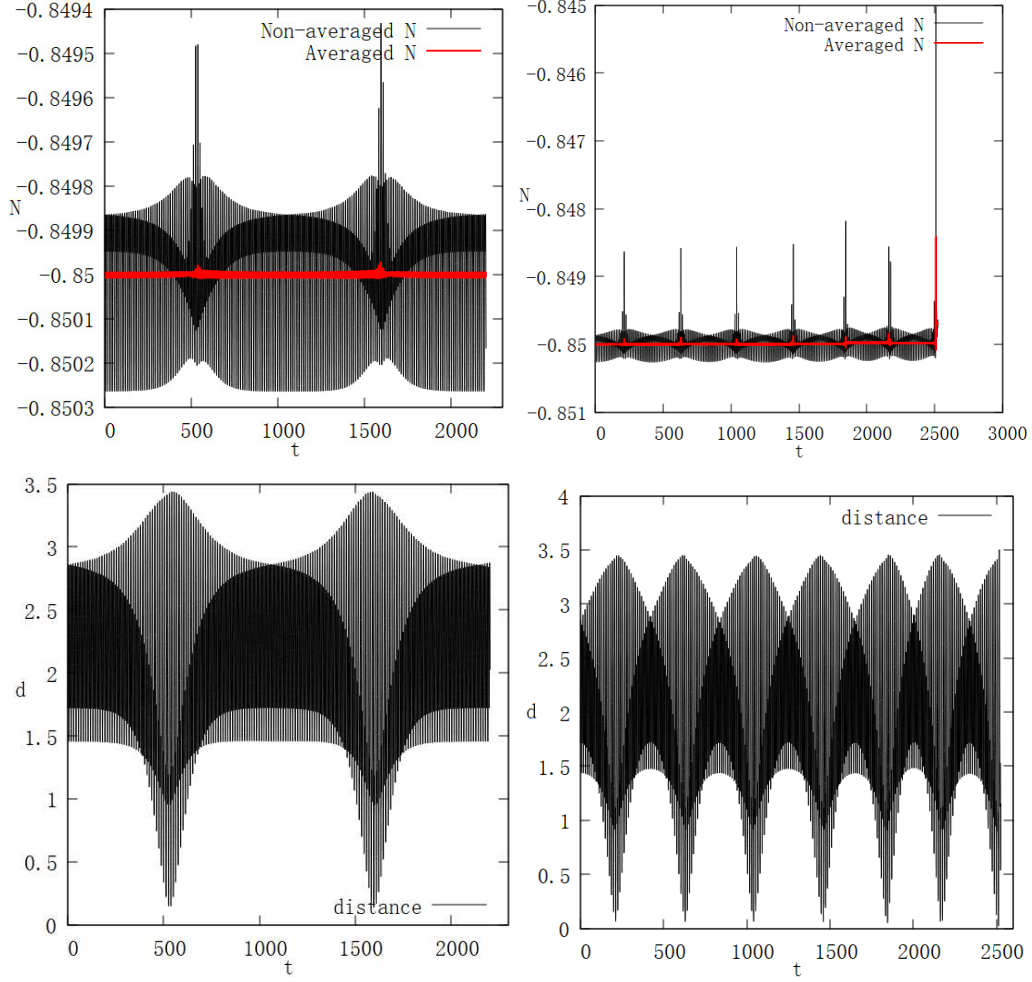 -0.8494
-0.8495
-0.8496
-0.8497
-0.8498
-0.8499
-0.85
-0.8501
-0.8502
-0.8503
N
Non-averaged N
Averaged N
0 500 1000 1500 2000
t
-0.845
-0.846
-0.847
-0.848
-0.849
-0.85
-0.851
N
Non-averaged N
Averaged N
0 500 1000 1500 2000 2500 3000
t
3.5
3
2.5
2
1.5
1
0.5
0
d
distance
0 500 1000 1500 2000
t
4
3.5
3
2.5
2
1.5
1
0.5
0
d
distance
0 500 1000 1500 2000 2500
t